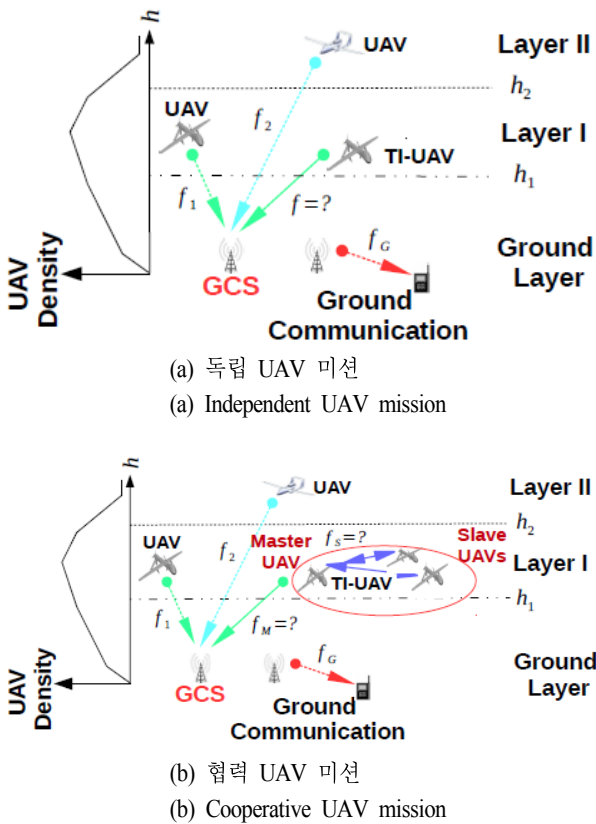 h
UAV
Layer II
h2
UAV
f2
Layer I
TI-UAV
h1
f1
f=?
fG
Ground
Layer
UAV
Density
GCS
Ground
Communication
(a) 독립 UAV 미션
(a) Independent UAV mission
h
UAV
Layer II
h2
UAV
f2
Master
UAV
fS=?
Slave
UAVs
Layer I
TI-UAV
h1
f1
fM=?
fG
Ground
Layer
UAV
Density
GCS
Ground
Communication
(b) 협력 UAV 미션
(b) Cooperative UAV mission